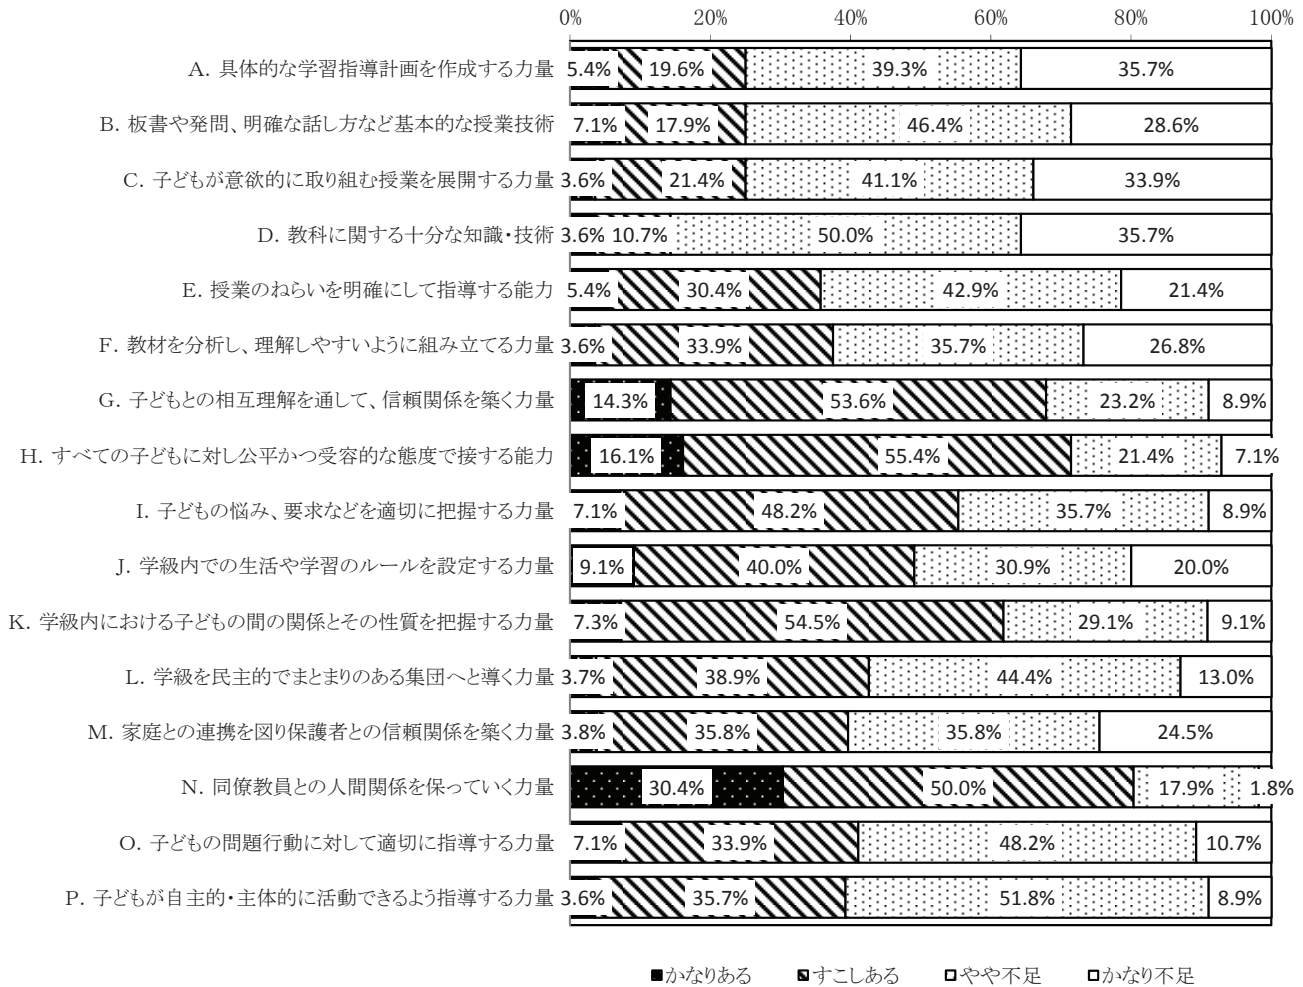 0% 20% 40% 60% 80% 100%
A. 具体的な学習指導計画を作成する力量 5.4% 19.6% 39.3% 35.7%
B. 板書や発問、明確な話し方など基本的な授業技術 7.1% 17.9% 46.4% 28.6%
C. 子どもが意欲的に取り組む授業を展開する力量 3.6% 21.4% 41.1% 33.9%
D. 教科に関する十分な知識・技術 3.6% 10.7% 50.0% 35.7%
E. 授業のねらいを明確にして指導する能力 5.4% 30.4% 42.9% 21.4%
F. 教材を分析し、理解しやすいように組み立てる力量 3.6% 33.9% 35.7% 26.8%
G. 子どもとの相互理解を通して、信頼関係を築く力量 14.3% 53.6% 23.2% 8.9%
H. すべての子どもに対し公平かつ受容的な態度で接する能力 16.1% 55.4% 21.4% 7.1%
I. 子どもの悩み、要求などを適切に把握する力量 7.1% 48.2% 35.7% 8.9%
J. 学級内での生活や学習のルールを設定する力量 9.1% 40.0% 30.9% 20.0%
K. 学級内における子どもの間の関係とその性質を把握する力量 7.3% 54.5% 29.1% 9.1%
L. 学級を民主的でまとまりのある集団へと導く力量 3.7% 38.9% 44.4% 13.0%
M. 家庭との連携を図り保護者との信頼関係を築く力量 3.8% 35.8% 35.8% 24.5%
N. 同僚教員との人間関係を保っていく力量 30.4% 50.0% 17.9% 1.8%
O. 子どもの問題行動に対して適切に指導する力量 7.1% 33.9% 48.2% 10.7%
P. 子どもが自主的・主体的に活動できるよう指導する力量 3.6% 35.7% 51.8% 8.9%
かなりある すこしある やや不足 かなり不足